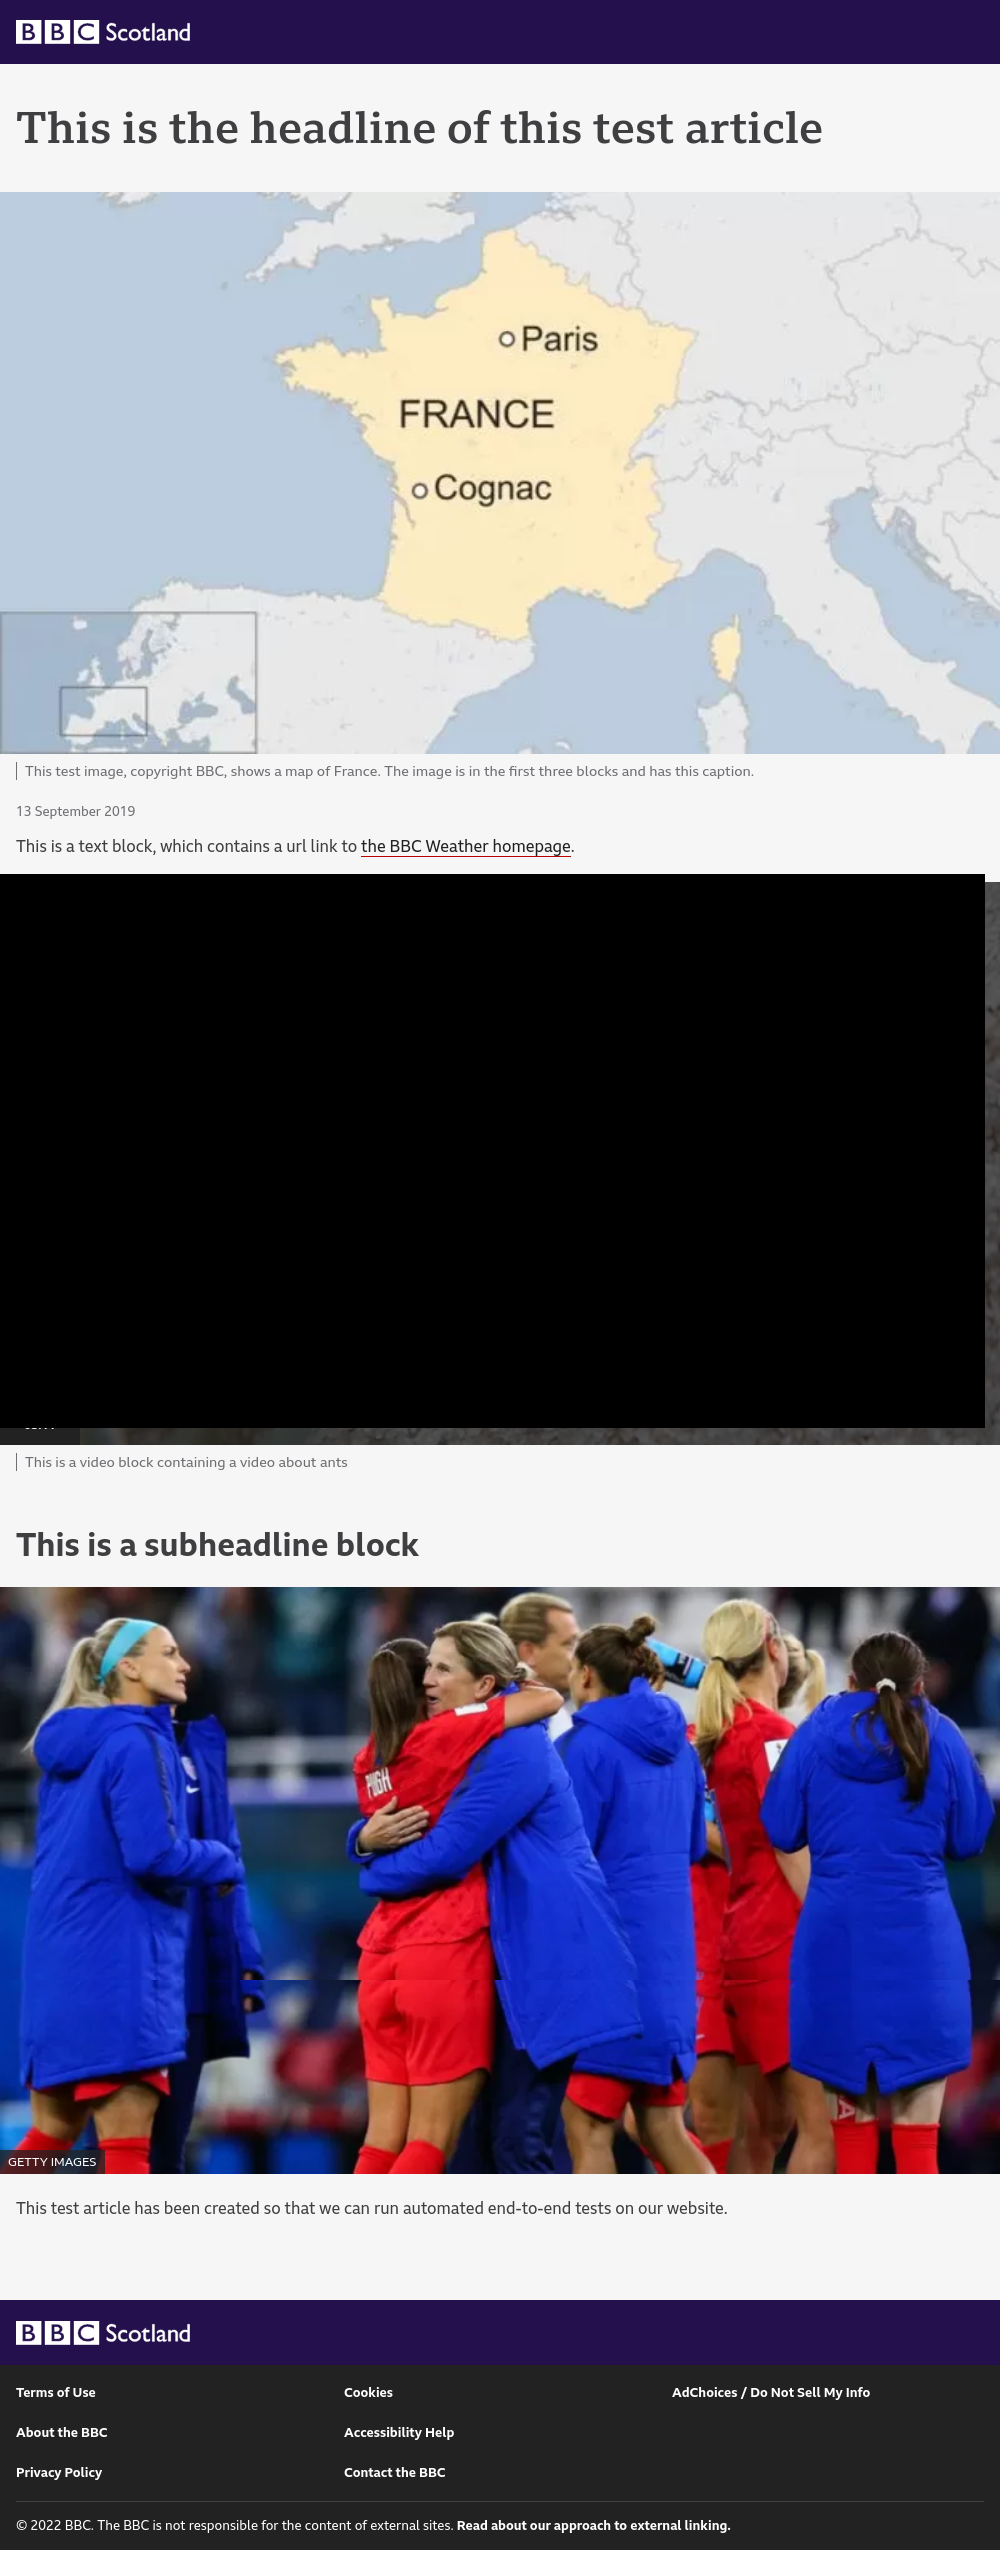 BBC Scotland
This is the headline of this test article
Paris
FRANCE
Cognac
This test image, copyright BBC, shows a map of France. The image is in the first three blocks and has this caption.
13 September 2019
This is a text block, which contains a url link to the BBC Weather homepage.
This is a video block containing a video about ants
This is a subheadline block
PUGH
GETTY IMAGES
This test article has been created so that we can run automated end-to-end tests on our website.
BBC Scotland
Terms of Use
Cookies
AdChoices / Do Not Sell My Info
About the BBC
Accessibility Help
Privacy Policy
Contact the BBC
© 2022 BBC. The BBC is not responsible for the content of external sites. Read about our approach to external linking.